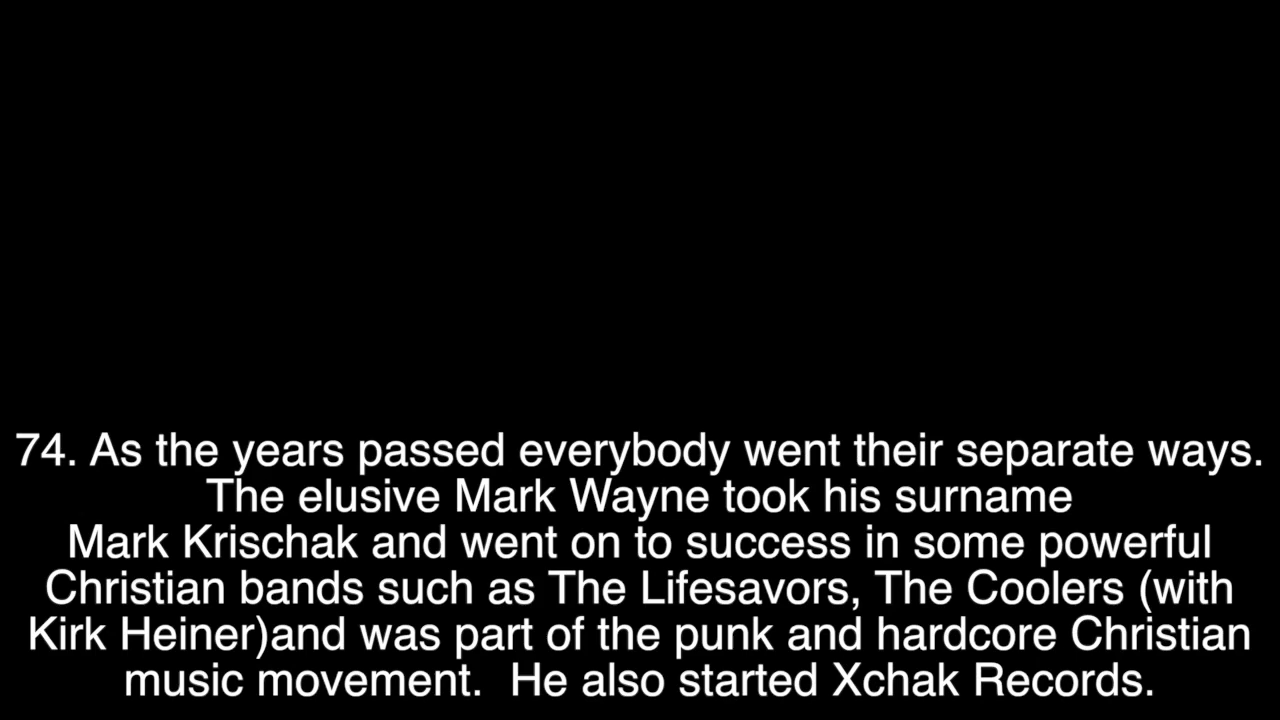 74. As the years passed everybody went their separate ways.
The elusive Mark Wayne took his surname
Mark Krischak and went on to success in some powerful
Christian bands such as The Lifesavors, The Coolers (with
Kirk Heiner)and was part of the punk and hardcore Christian
music movement.  He also started Xchak Records.